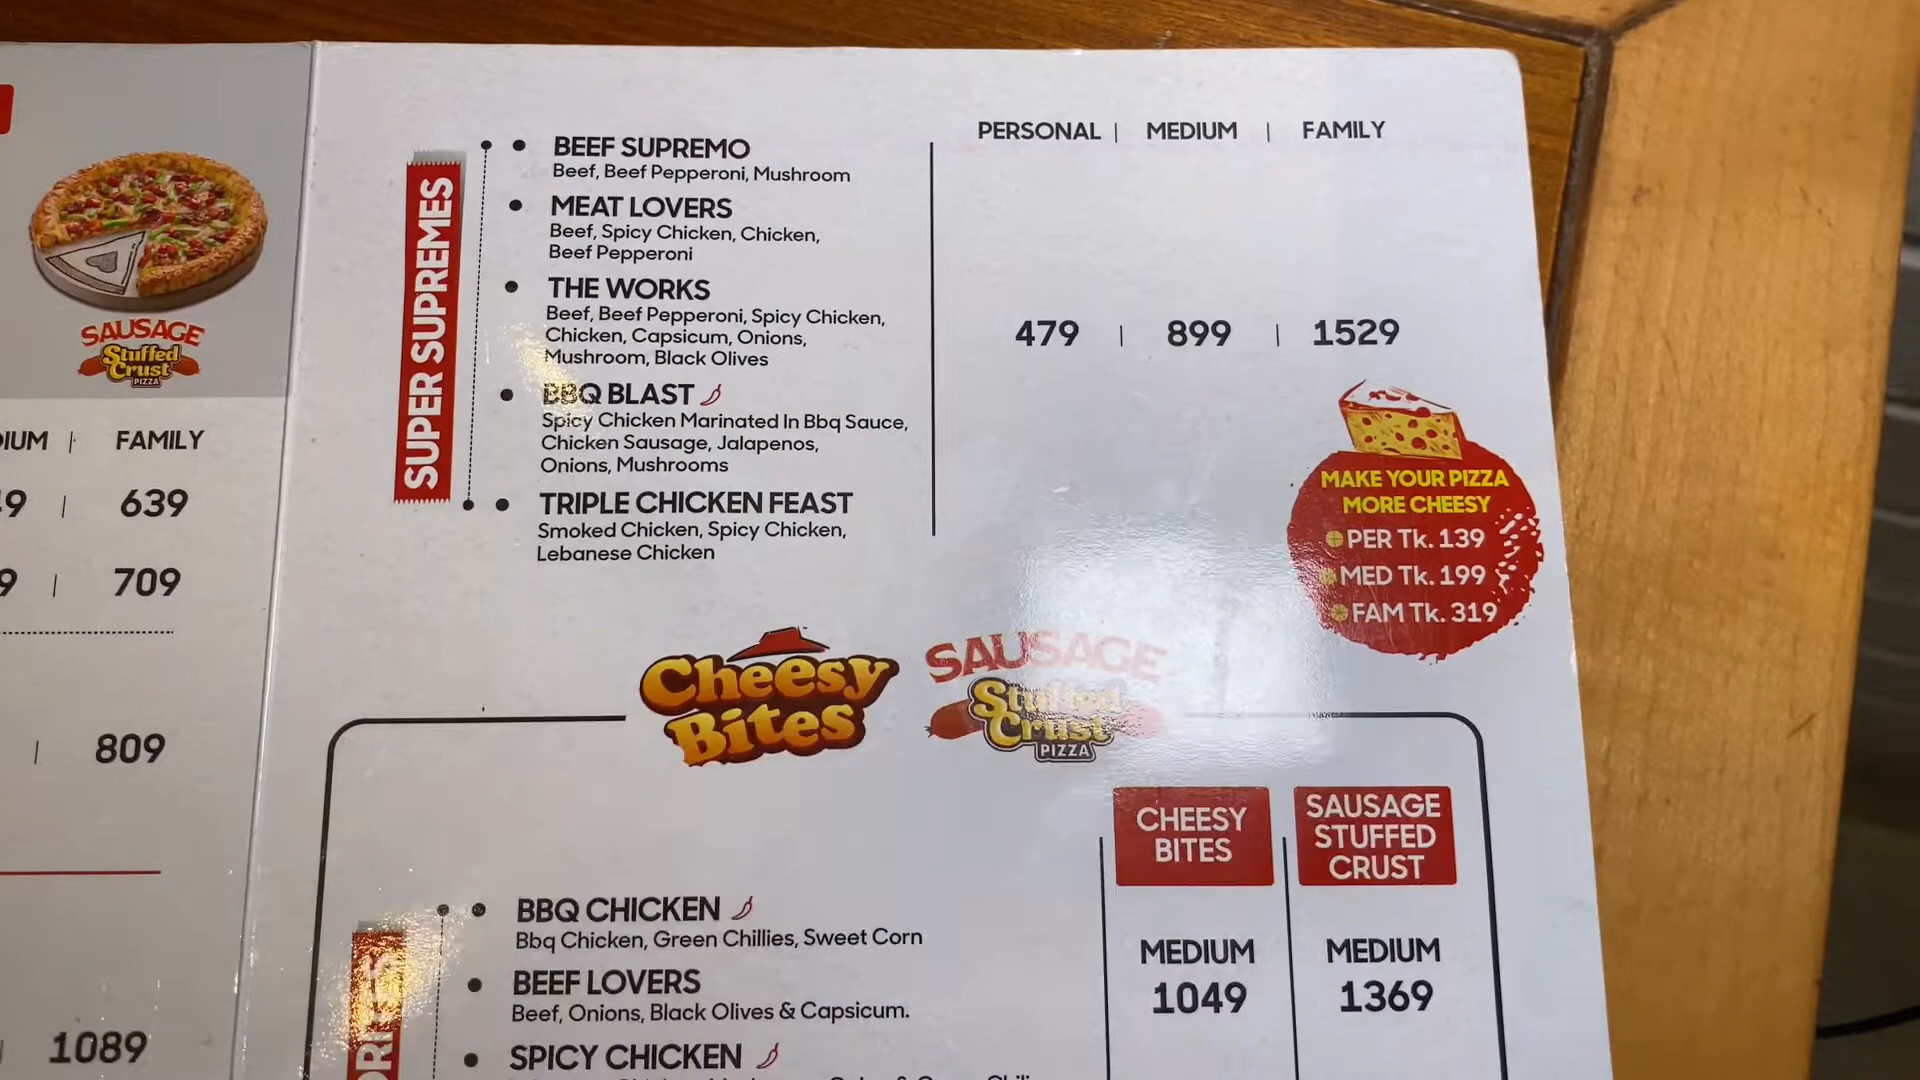 SAUSAGE
Stuffed
Crust
PIZZA
FAMILY
639
709
809
1089
SUPER SUPREMES
PERSONAL | MEDIUM | FAMILY
BEEF SUPREMO
Beef, Beef Pepperoni, Mushroom
MEAT LOVERS
Beef, Spicy Chicken, Chicken,
Beef Pepperoni
THE WORKS
Beef, Beef Pepperoni, Spicy Chicken,
Chicken, Capsicum, Onions,
Mushroom, Black Olives
479 | 899 | 1529
BBQ BLAST
Spicy Chicken Marinated In Bbq Sauce,
Chicken Sausage, Jalapenos,
Onions, Mushrooms
TRIPLE CHICKEN FEAST
Smoked Chicken, Spicy Chicken,
Lebanese Chicken
MAKE YOUR PIZZA
MORE CHEESY
PER Tk. 139
MED Tk. 199
FAM Tk. 319
Cheesy
Bites
SAUSAGE
Stuffed
Crust
PIZZA
CHEESY
BITES
SAUSAGE
STUFFED
CRUST
BBQ CHICKEN
Bbq Chicken, Green Chillies, Sweet Corn
BEEF LOVERS
Beef, Onions, Black Olives & Capsicum.
SPICY CHICKEN
MEDIUM
1049
MEDIUM
1369